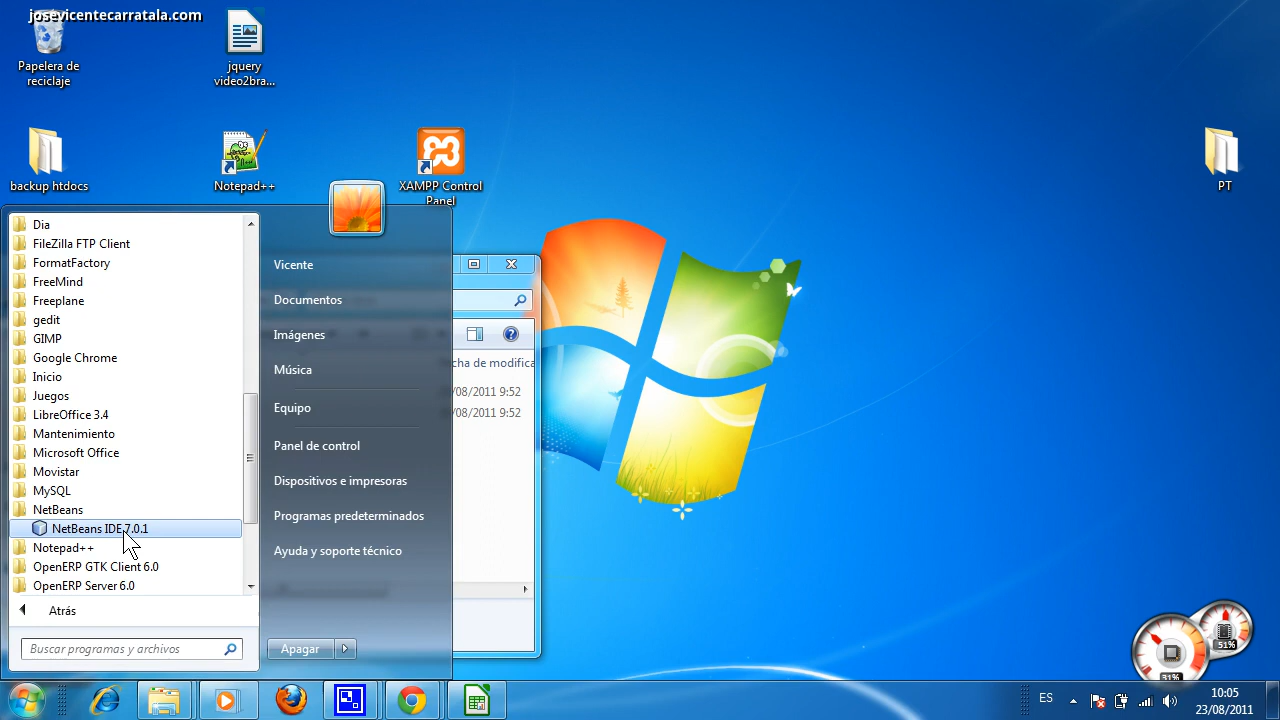 josevicentecarratala.com
Papelera de
reciclaje
jquery
video2bra...
backup htdocs
Notepad++
XAMPP Control
Panel
PT
Dia
FileZilla FTP Client
FormatFactory
FreeMind
Freeplane
gedit
GIMP
Google Chrome
Inicio
Juegos
LibreOffice 3.4
Mantenimiento
Microsoft Office
Movistar
MySQL
NetBeans
NetBeans IDE 7.0.1
Notepad++
OpenERP GTK Client 6.0
OpenERP Server 6.0
Atrás
Buscar programas y archivos
Vicente
Documentos
Imágenes
Música
Equipo
Panel de control
Dispositivos e impresoras
Programas predeterminados
Ayuda y soporte técnico
Apagar
cha de modifica
/08/2011 9:52
/08/2011 9:52
51%
31%
ES
10:05
23/08/2011